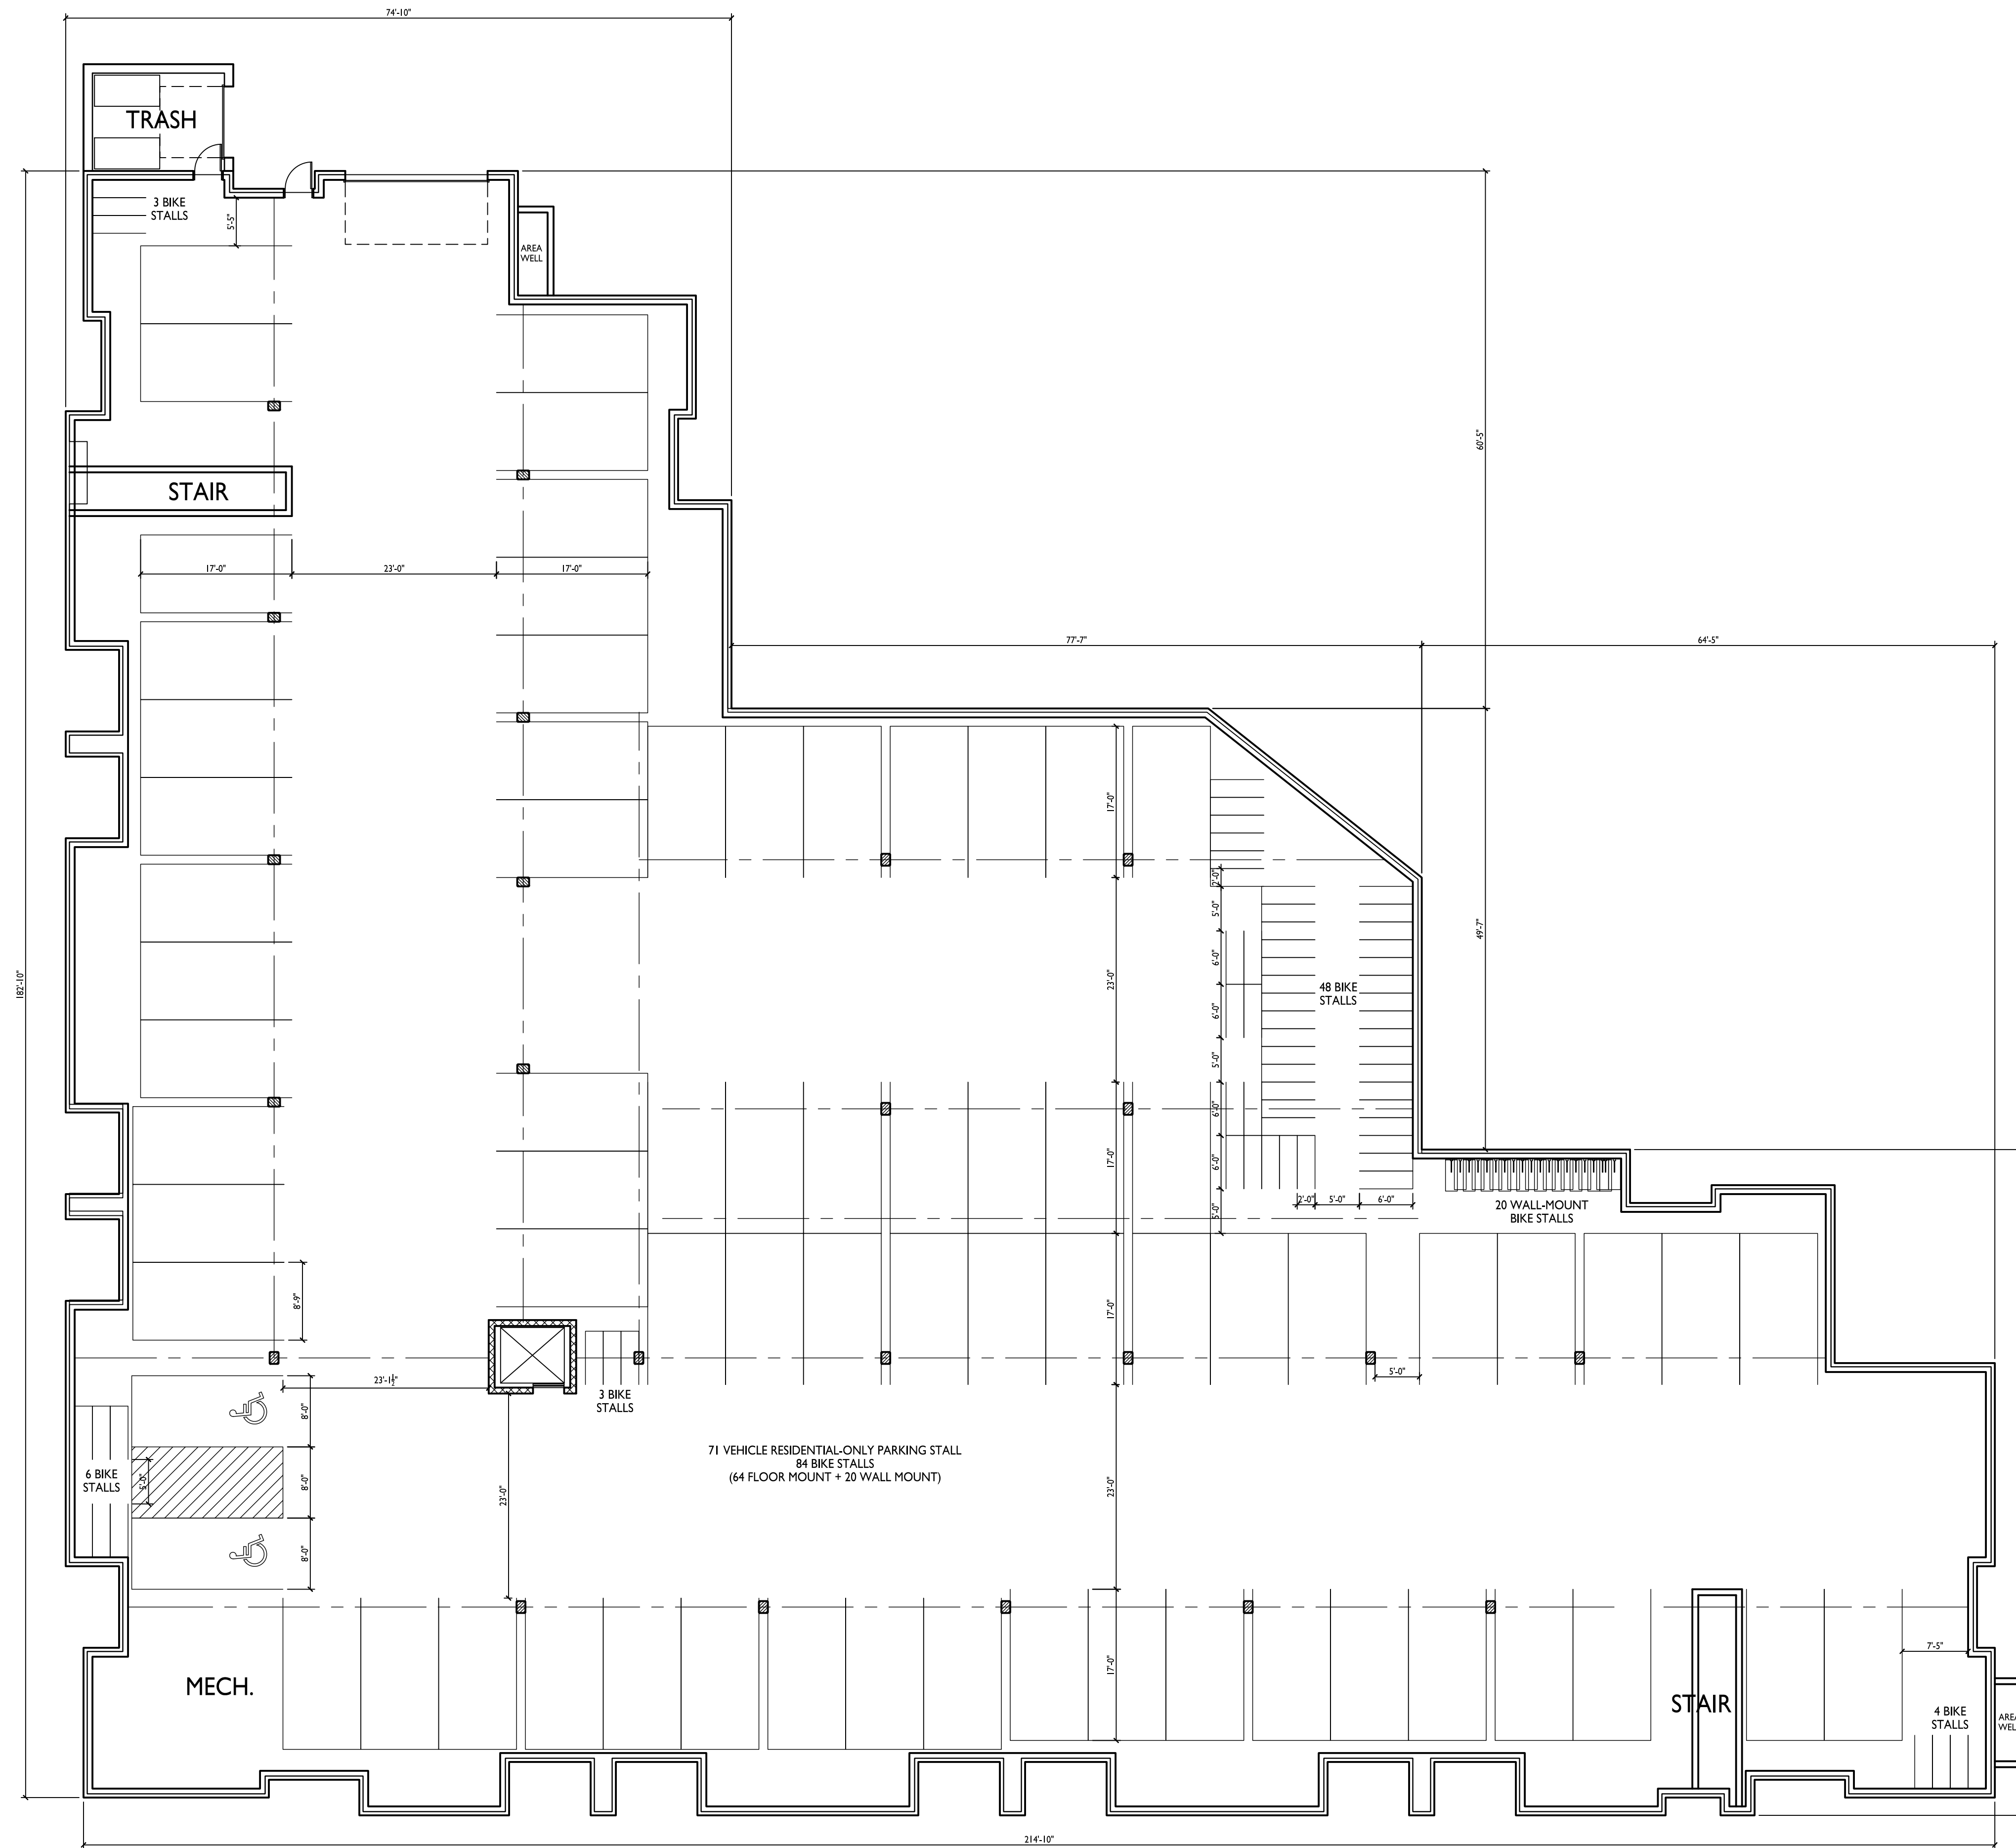 74'-10"
TRASH
3 BIKE
STALLS
5'-5"
AREA
WELL
60'-5"
STAIR
17'-0"
23'-0"
17'-0"
77'-7"
64'-5"
17'-0"
2'-0"
5'-0"
49'-7"
182'-10"
23'-0"
6'-0"
48 BIKE
STALLS
6'-0"
5'-0"
6'-0"
17'-0"
6'-0"
2'-0"
5'-0"
6'-0"
20 WALL-MOUNT
BIKE STALLS
5'-0"
8'-9"
17'-0"
23'-1½"
5'-0"
3 BIKE
STALLS
8'-0"
71 VEHICLE RESIDENTIAL-ONLY PARKING STALL
84 BIKE STALLS
(64 FLOOR MOUNT + 20 WALL MOUNT)
6 BIKE
STALLS
5'-0"
8'-0"
23'-0"
23'-0"
8'-0"
7'-5"
17'-0"
MECH.
STAIR
4 BIKE
STALLS
214'-10"